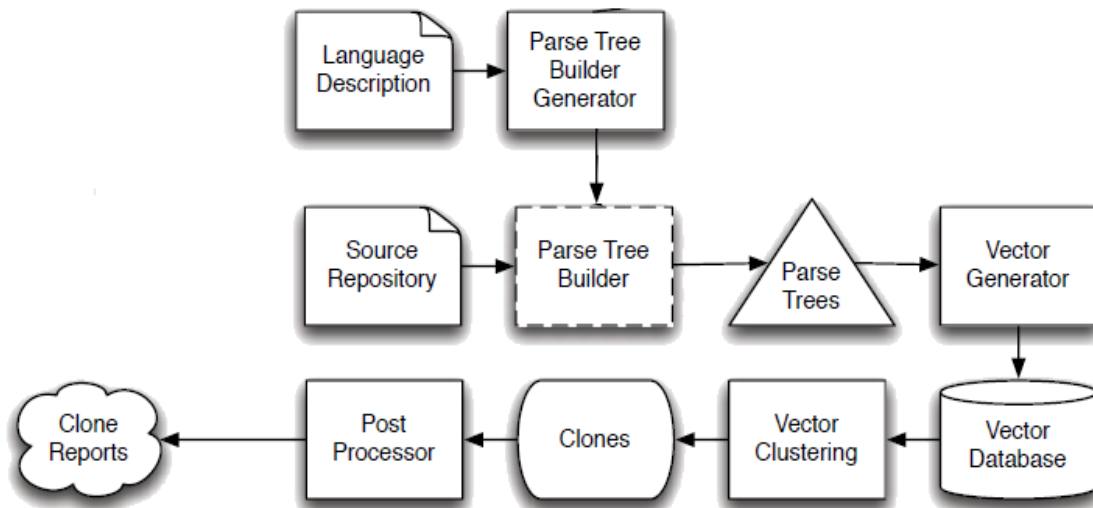 Language
Description
Parse Tree
Builder
Generator
Source
Repository
Parse Tree
Builder
Parse
Trees
Vector
Generator
Clone
Reports
Post
Processor
Clones
Vector
Clustering
Vector
Database